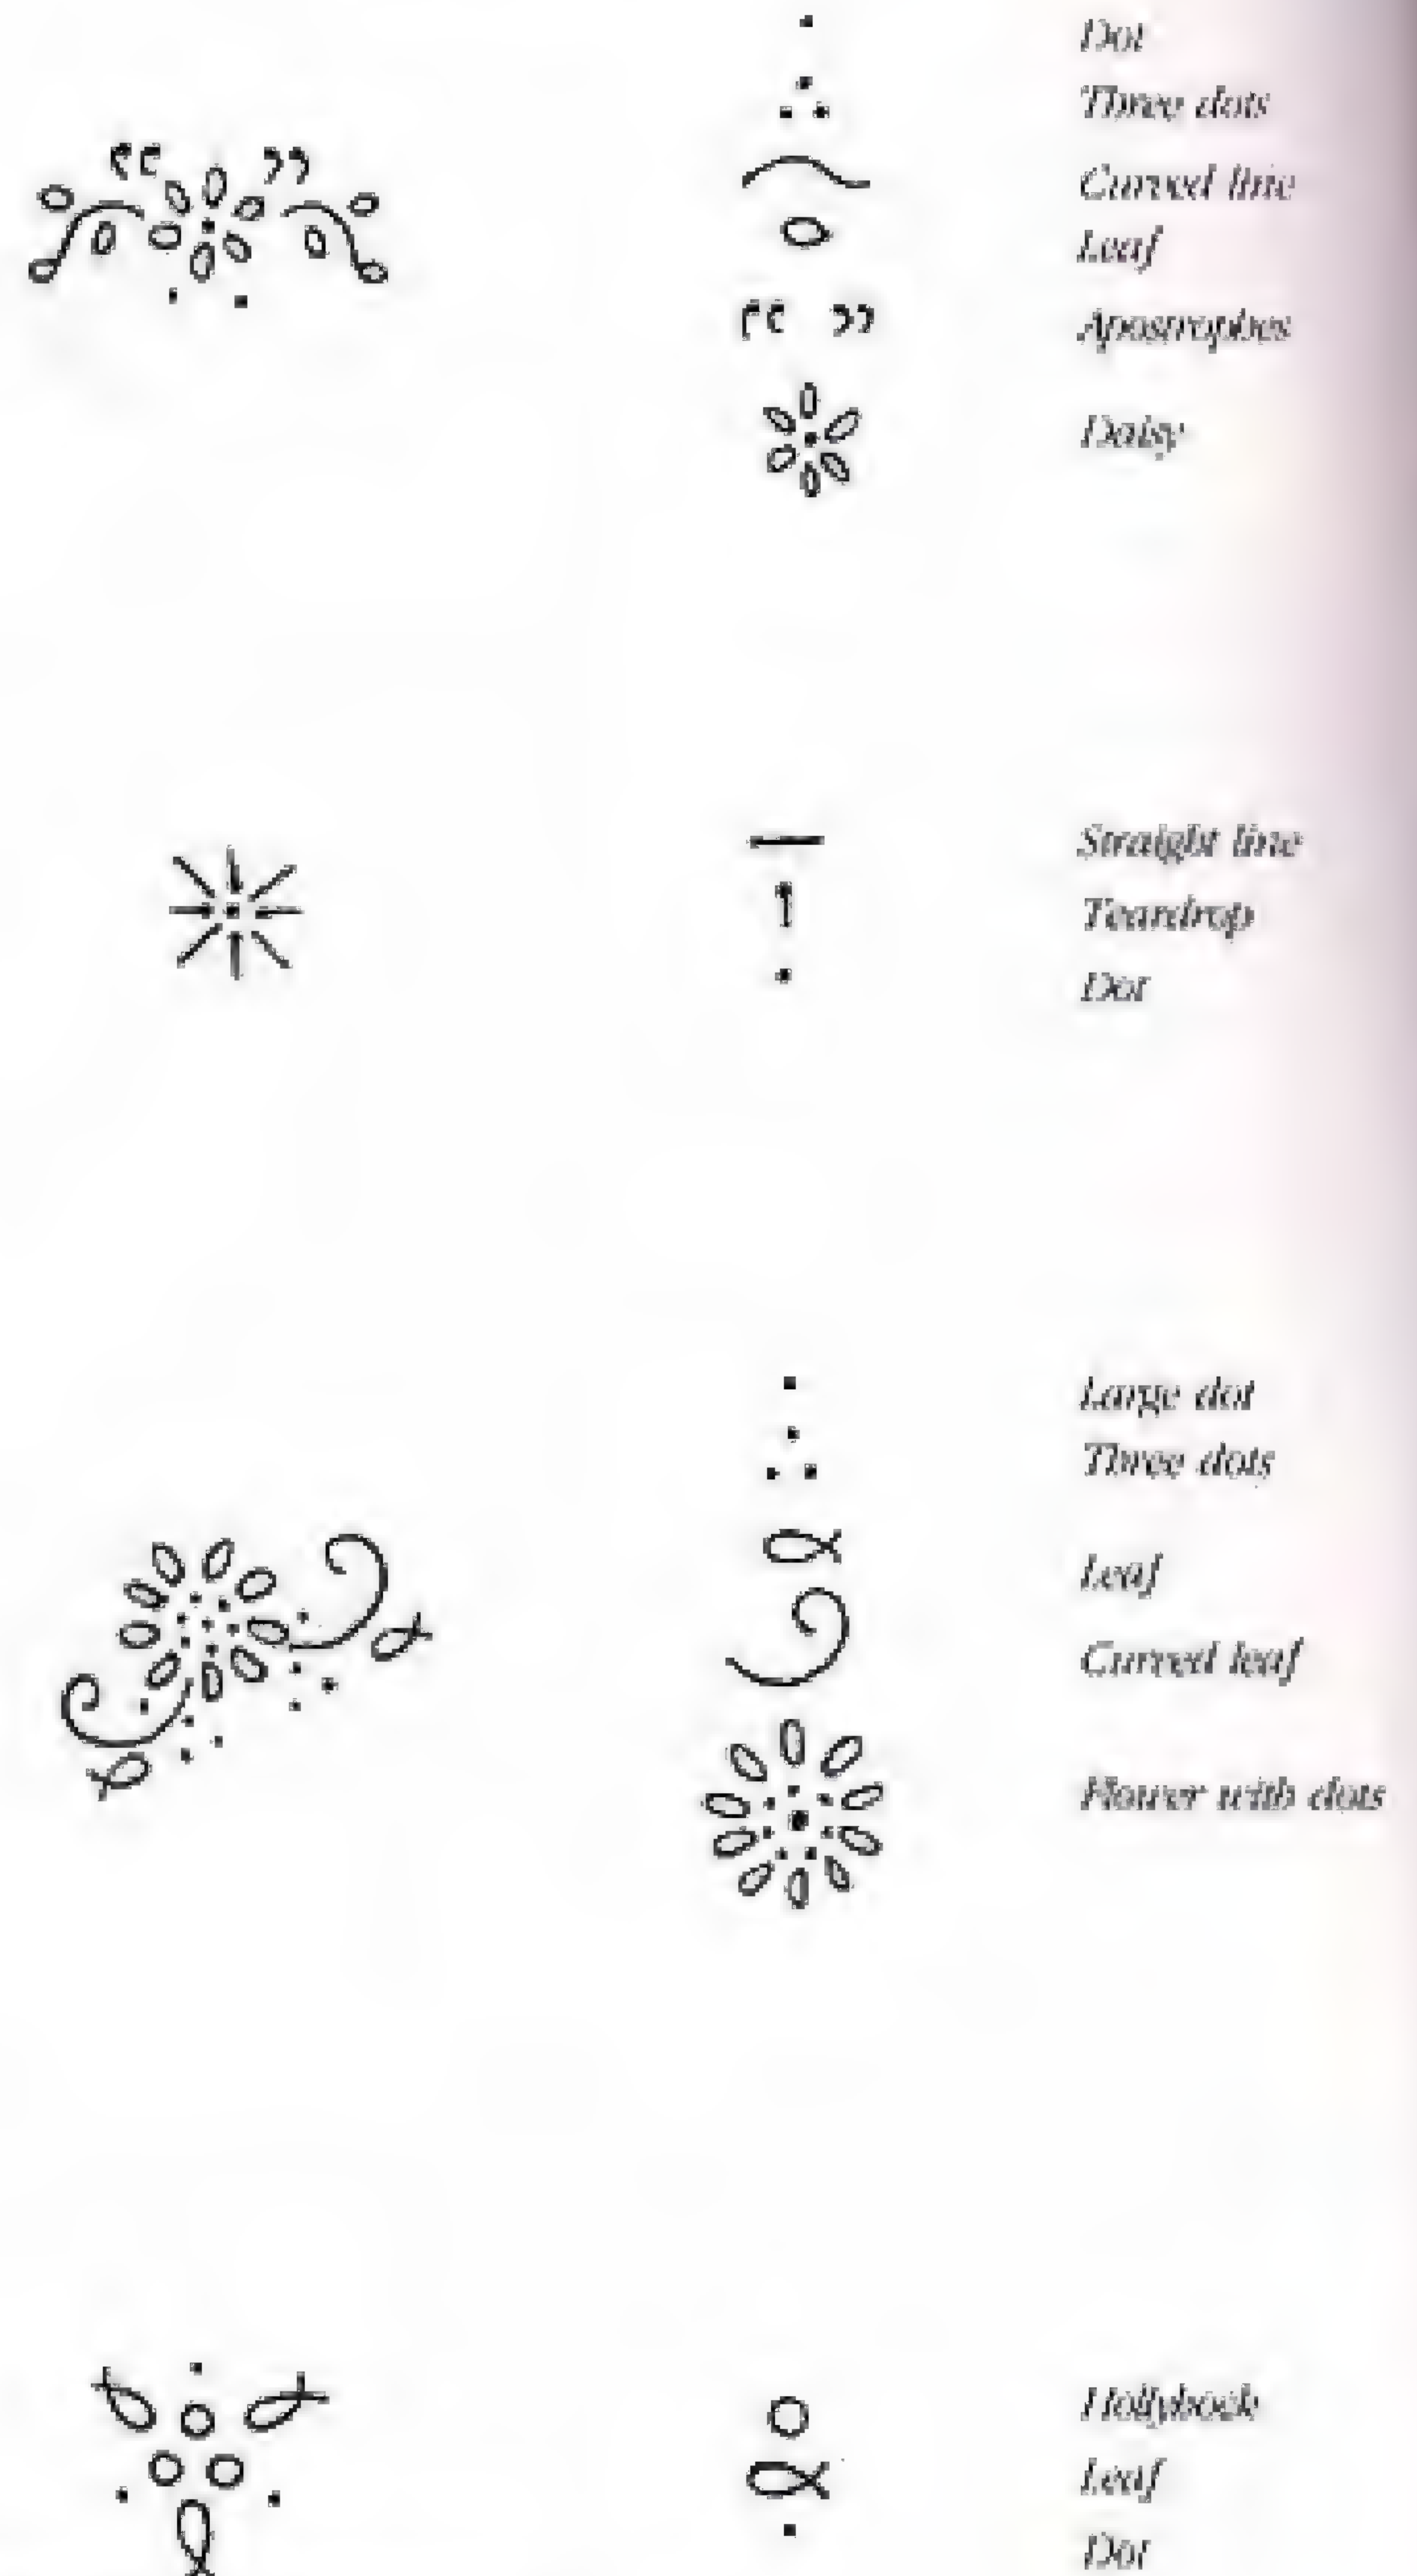 Dot
Three dots
Curved line
Leaf
Apostrophes
Daisy
Straight line
Teardrop
Dot
Large dot
Three dots
Leaf
Curved leaf
Flower with dots
Hollyhock
Leaf
Dot